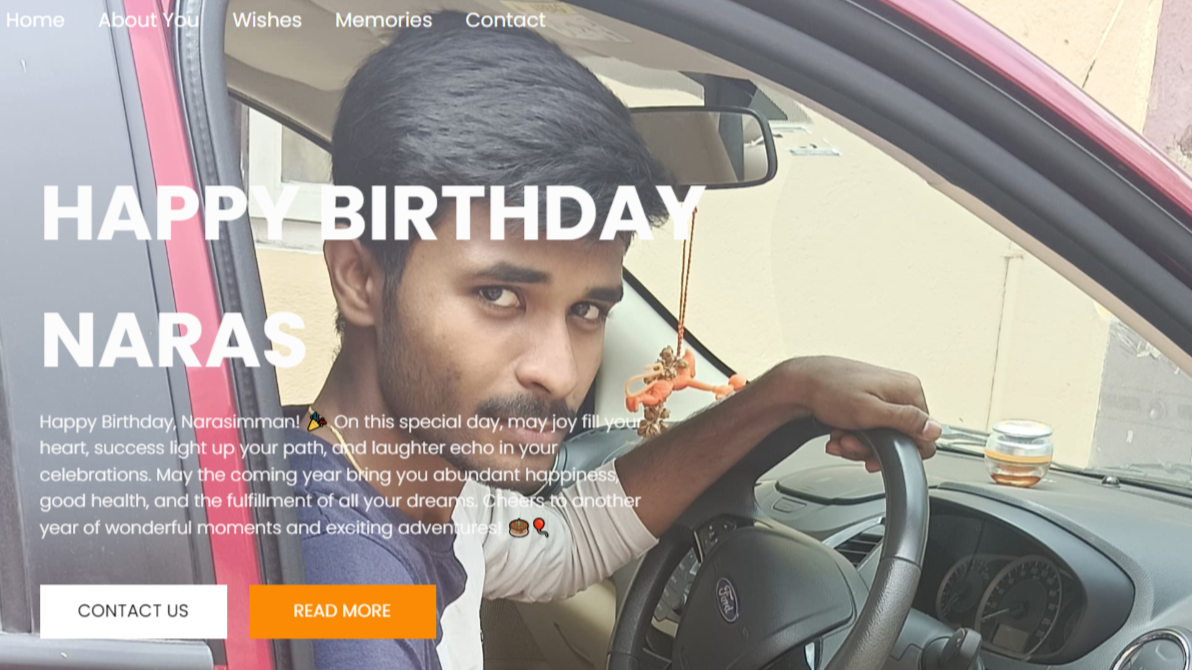 Home About You Wishes Memories Contact
HAPPY BIRTHDAY
NARAS
Happy Birthday, Narasimman! 🎉 On this special day, may joy fill your
heart, success light up your path, and laughter echo in your
celebrations. May the coming year bring you abundant happiness,
good health, and the fulfillment of all your dreams. Cheers to another
year of wonderful moments and exciting adventures! 🎂🎈
CONTACT US READ MORE
Ford